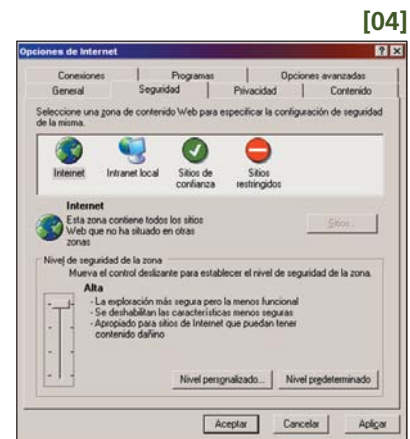 [04]
Opciones de Internet
Conexiones Programas Opciones avanzadas
General Seguridad Privacidad Contenido
Seleccione una zona de contenido Web para especificar la configuración de seguridad
de la misma.
Internet Intranet local Sitios de Sitios
confianza restringidos
Internet
Esta zona contiene todos los sitios Sitios...
Web que no ha situado en otras
zonas
Nivel de seguridad de la zona
Mueva el control deslizante para establecer el nivel de seguridad de la zona.
Alta
- La exploración más segura pero la menos funcional
- Se deshabilitan las características menos seguras
- Apropiado para sitios de Internet que puedan tener
contenido dañino
Nivel personalizado... Nivel predeterminado
Aceptar Cancelar Aplicar